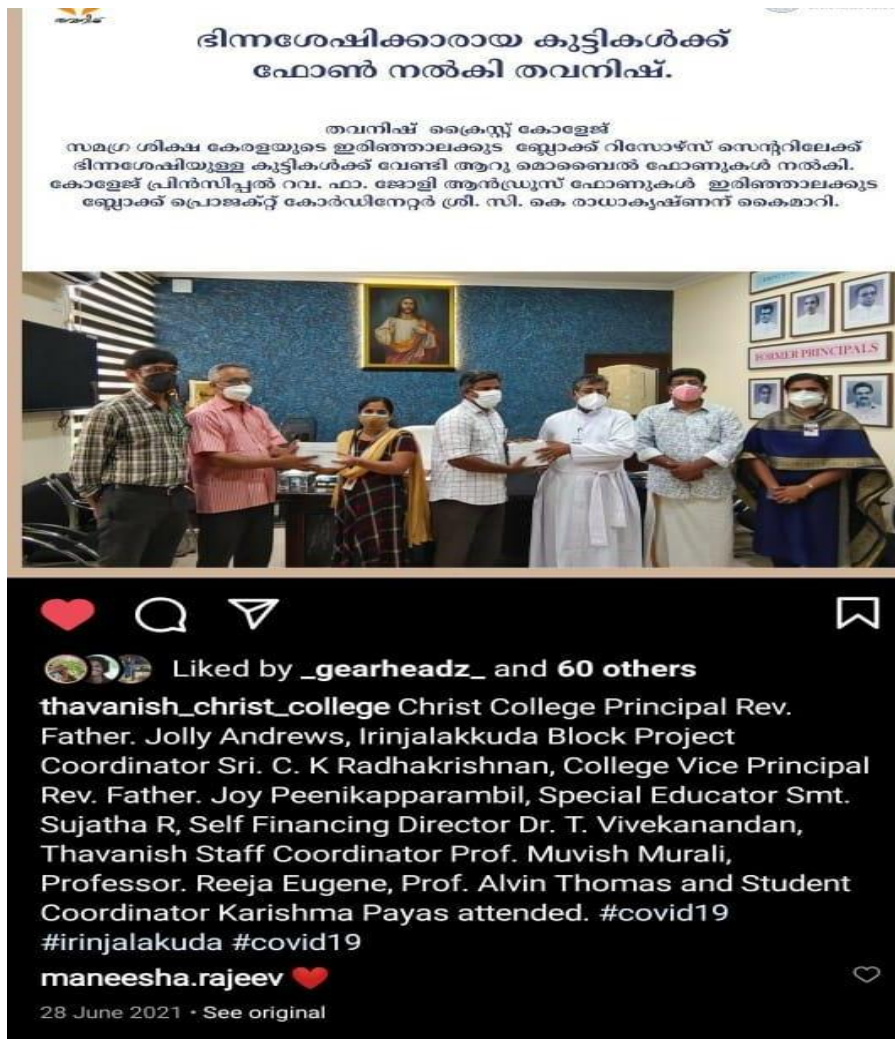 തവനിഷ്
ഭിന്നശേഷിക്കാരായ കുട്ടികൾക്ക്
ഫോൺ നൽകി തവനിഷ്.
തവനിഷ് ക്രൈസ്റ്റ് കോളേജ്
സമഗ്ര ശിക്ഷ കേരളയുടെ ഇരിഞ്ഞാലക്കുട ബ്ലോക്ക് റിസോഴ്സ് സെന്ററിലേക്ക്
ഭിന്നശേഷിയുള്ള കുട്ടികൾക്ക് വേണ്ടി ആറു മൊബൈൽ ഫോണുകൾ നൽകി.
കോളേജ് പ്രിൻസിപ്പൽ റവ. ഫാ. ജോളി ആൻഡ്രൂസ് ഫോണുകൾ ഇരിഞ്ഞാലക്കുട
ബ്ലോക്ക് പ്രൊജക്റ്റ് കോർഡിനേറ്റർ ശ്രീ. സി. കെ രാധാകൃഷ്ണന് കൈമാറി.
FORMER PRINCIPALS
Liked by _gearheadz_ and 60 others
thavanish_christ_college Christ College Principal Rev.
Father. Jolly Andrews, Irinjalakkuda Block Project
Coordinator Sri. C. K Radhakrishnan, College Vice Principal
Rev. Father. Joy Peenikapparambil, Special Educator Smt.
Sujatha R, Self Financing Director Dr. T. Vivekanandan,
Thavanish Staff Coordinator Prof. Muvish Murali,
Professor. Reeja Eugene, Prof. Alvin Thomas and Student
Coordinator Karishma Payas attended. #covid19
#irinjalakuda #covid19
maneesha.rajeev ❤️
28 June 2021 • See original